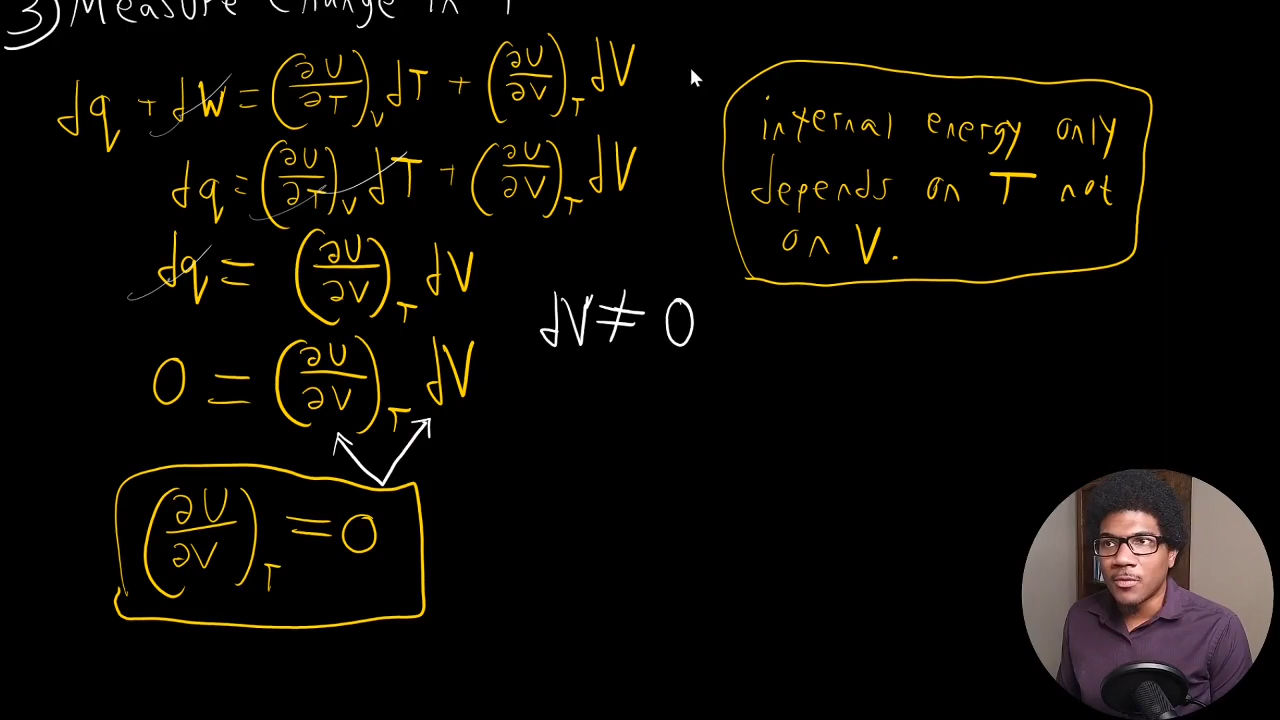 3) Measure Change in T
dq + dW = (∂U/∂T)_V dT + (∂U/∂V)_T dV
dq = (∂U/∂T)_V dT + (∂U/∂V)_T dV
dq = (∂U/∂V)_T dV
dV ≠ 0
0 = (∂U/∂V)_T dV
(∂U/∂V)_T = 0
internal energy only
depends on T not
on V.